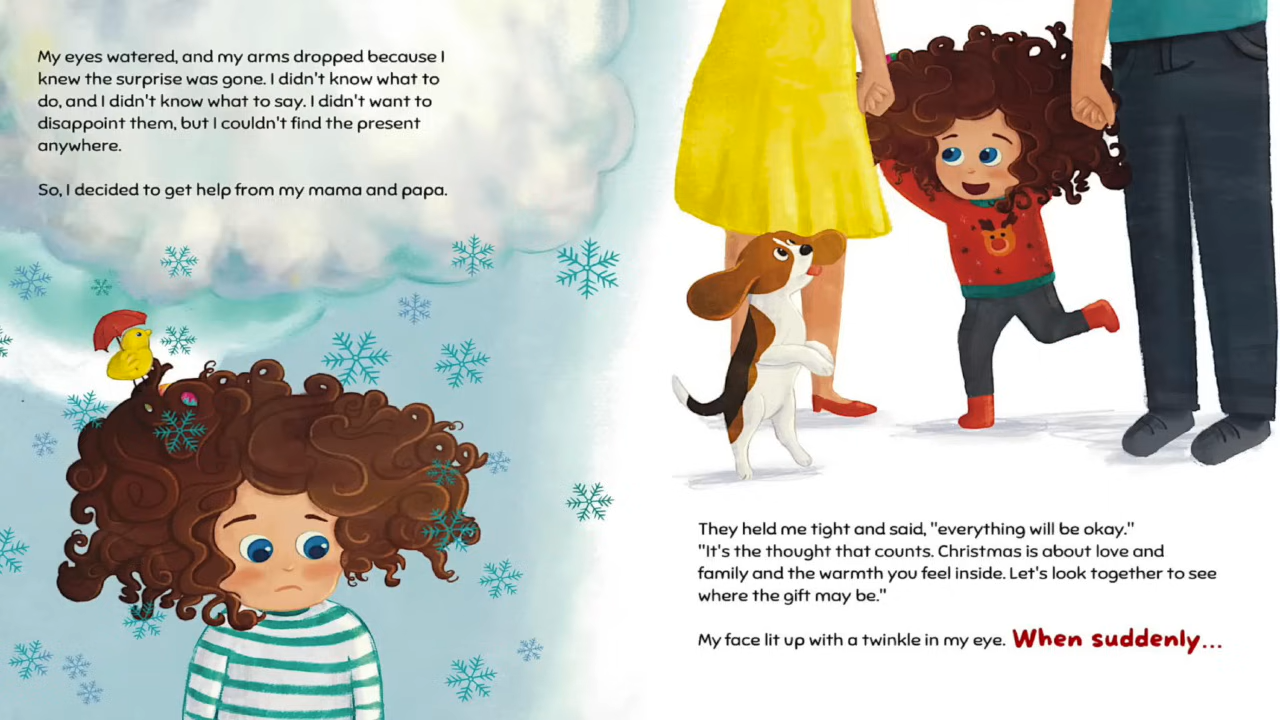 My eyes watered, and my arms dropped because I
knew the surprise was gone. I didn't know what to
do, and I didn't know what to say. I didn't want to
disappoint them, but I couldn't find the present
anywhere.
So, I decided to get help from my mama and papa.
They held me tight and said, "everything will be okay."
"It's the thought that counts. Christmas is about love and
family and the warmth you feel inside. Let's look together to see
where the gift may be."
My face lit up with a twinkle in my eye. When suddenly...